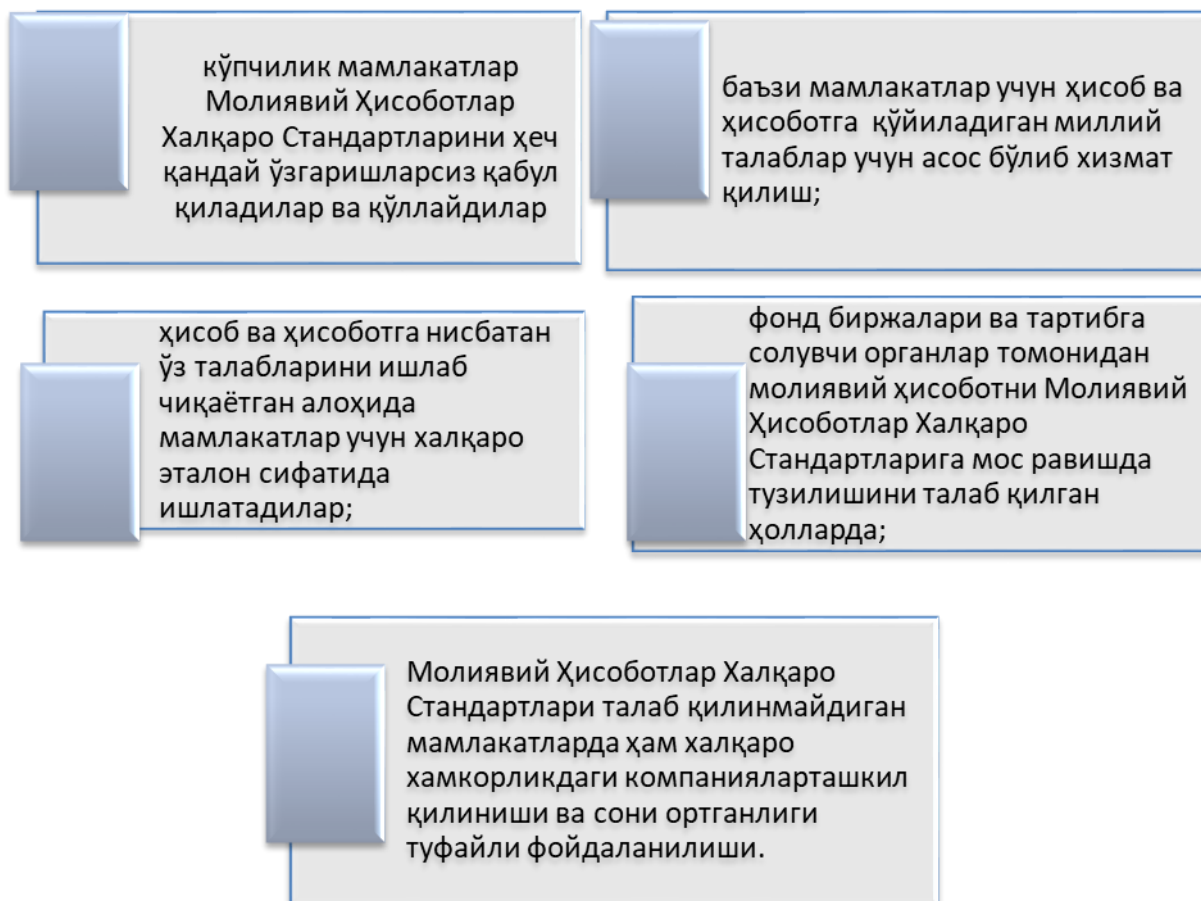 кўпчилик мамлакатлар
Молиявий Ҳисоботлар
Халқаро Стандартларини ҳеч
қандай ўзгаришларсиз қабул
қиладилар ва қўллайдилар
баъзи мамлакатлар учун ҳисоб ва
ҳисоботга қўйиладиган миллий
талаблар учун асос бўлиб хизмат
қилиш;
ҳисоб ва ҳисоботга нисбатан
ўз талабларини ишлаб
чиқаётган алоҳида
мамлакатлар учун халқаро
эталон сифатида
ишлатадилар;
фонд биржалари ва тартибга
солувчи органлар томонидан
молиявий ҳисоботни Молиявий
Ҳисоботлар Халқаро
Стандартларига мос равишда
тузилишини талаб қилган
ҳолларда;
Молиявий Ҳисоботлар Халқаро
Стандартлари талаб қилинмайдиган
мамлакатларда ҳам халқаро
хамкорликдаги компанияларташкил
қилиниши ва сони ортганлиги
туфайли фойдаланилиши.